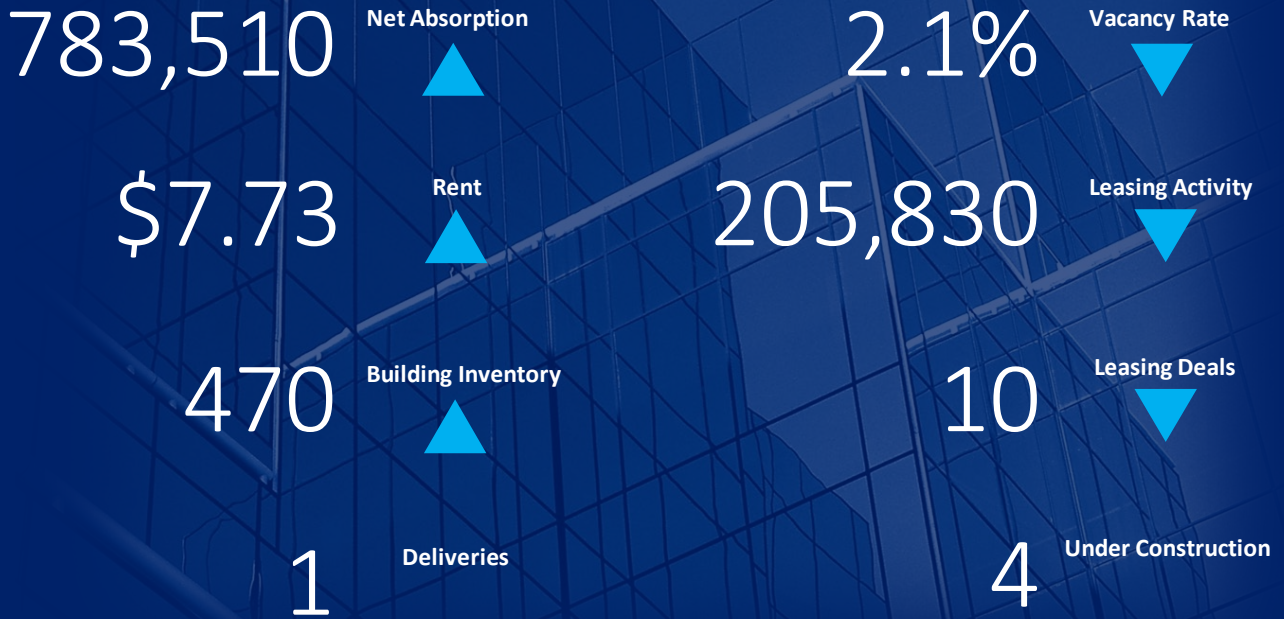 783,510
Net Absorption
2.1%
Vacancy Rate
$7.73
Rent
205,830
Leasing Activity
470
Building Inventory
10
Leasing Deals
1
Deliveries
4
Under Construction